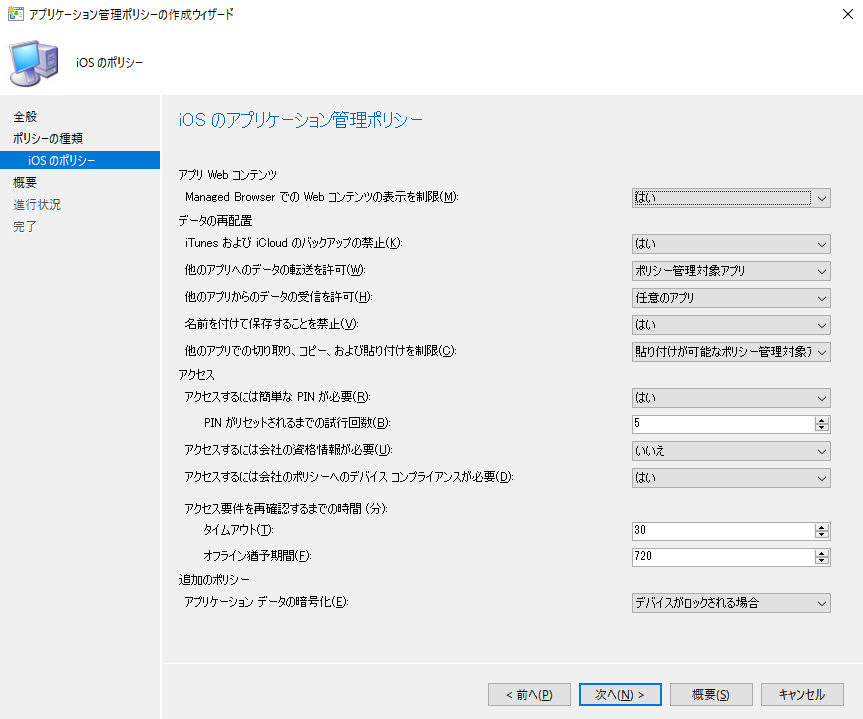 アプリケーション管理ポリシーの作成ウィザード
iOS のポリシー
全般
ポリシーの種類
iOS のポリシー
概要
進行状況
完了
iOS のアプリケーション管理ポリシー
アプリ Web コンテンツ
Managed Browser での Web コンテンツの表示を制限(M): はい
データの再配置
iTunes および iCloud のバックアップの禁止(K): はい
他のアプリへのデータの転送を許可(W): ポリシー管理対象アプリ
他のアプリからのデータの受信を許可(H): 任意のアプリ
名前を付けて保存することを禁止(V): はい
他のアプリでの切り取り、コピー、および貼り付けを制限(C): 貼り付けが可能なポリシー管理対象ア
アクセス
アクセスするには簡単な PIN が必要(R): はい
PIN がリセットされるまでの試行回数(B): 5
アクセスするには会社の資格情報が必要(U): いいえ
アクセスするには会社のポリシーへのデバイス コンプライアンスが必要(D): はい
アクセス要件を再確認するまでの時間 (分):
タイムアウト(T): 30
オフライン猶予期間(F): 720
追加のポリシー
アプリケーション データの暗号化(E): デバイスがロックされる場合
< 前へ(P) 次へ(N) > 概要(S) キャンセル